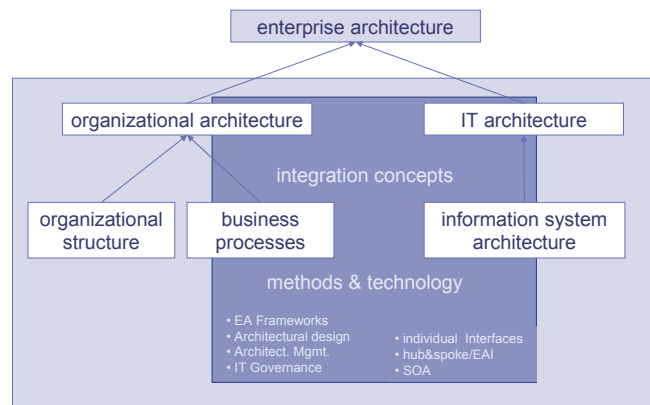 enterprise architecture
organizational architecture
IT architecture
integration concepts
organizational
structure
business
processes
information system
architecture
methods & technology
• EA Frameworks
• Architectural design
• Architect. Mgmt.
• IT Governance
• individual Interfaces
• hub&spoke/EAI
• SOA